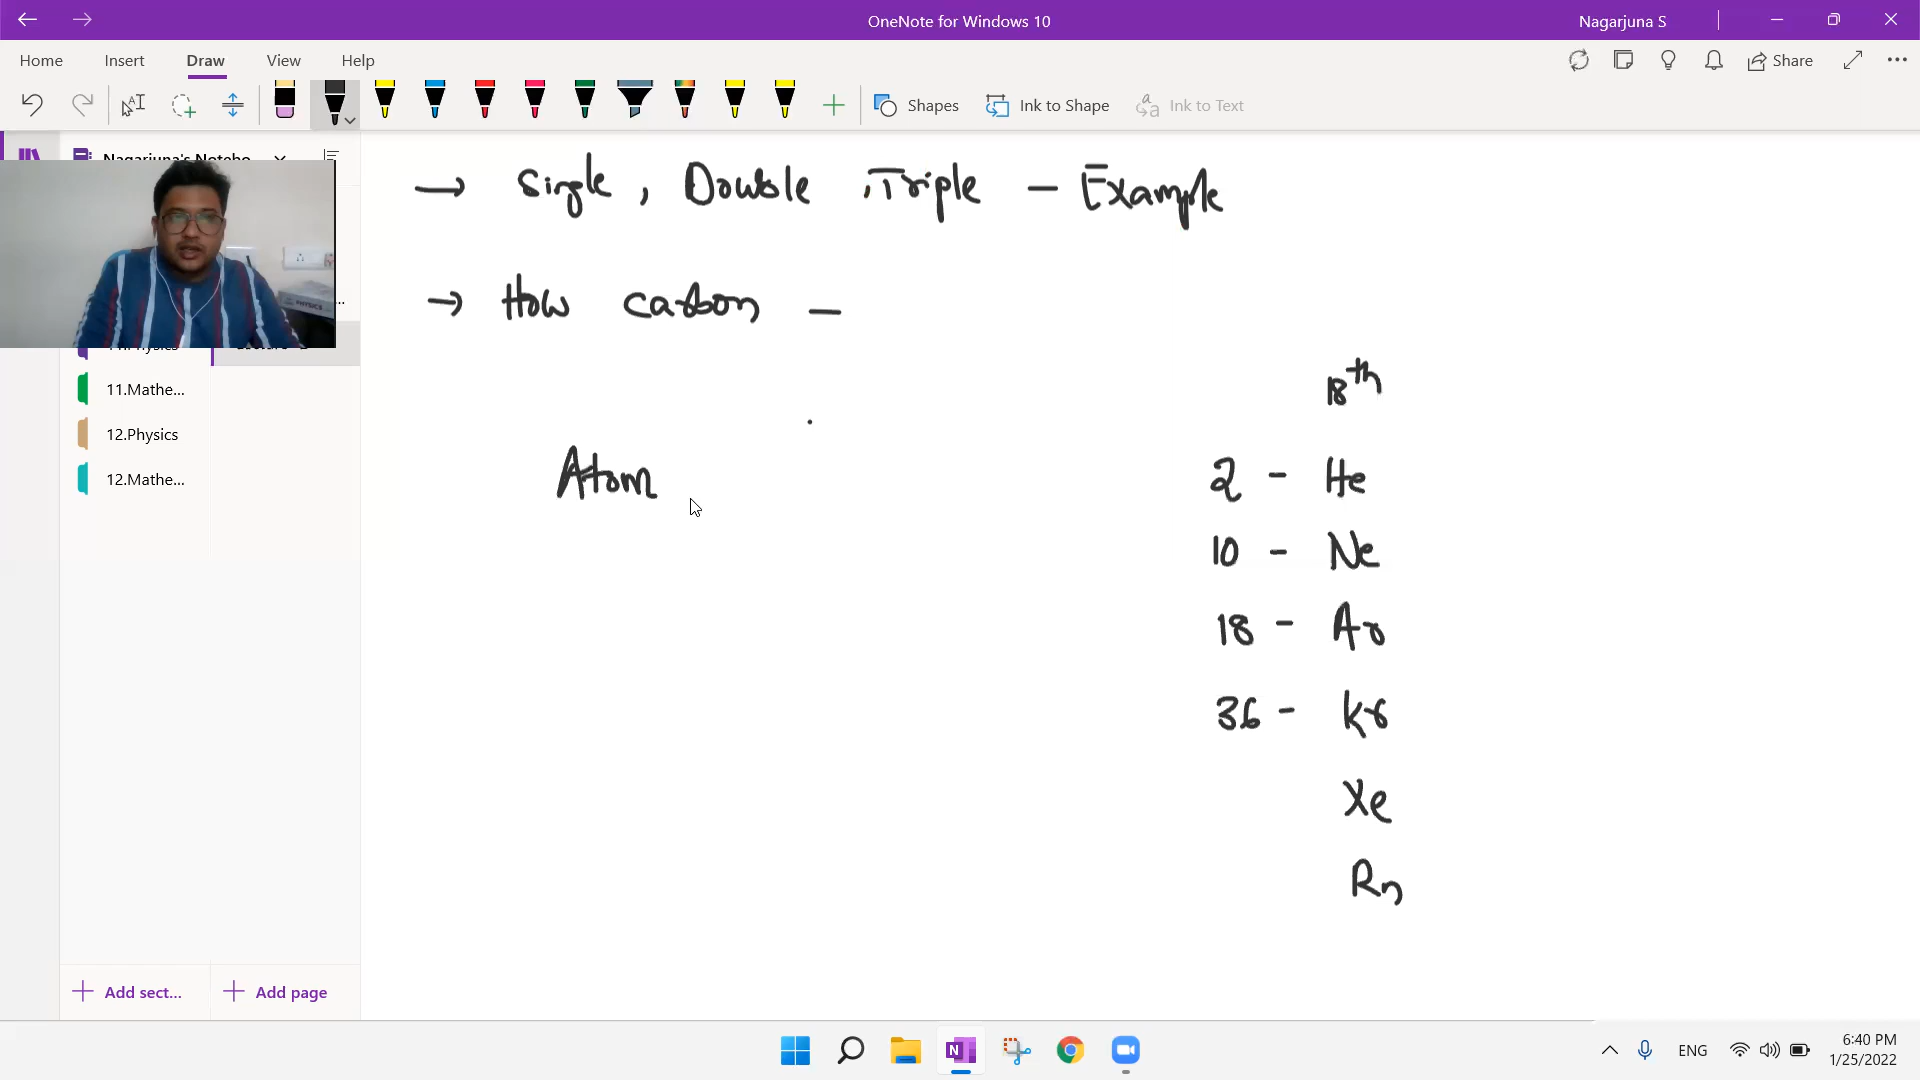 OneNote for Windows 10
Nagarjuna S
Home Insert Draw View Help
Share
Shapes Ink to Shape Ink to Text
Nagarjuna's Notebo
→ Single, Double, Triple – Example
→ How carbon –
11.Mathe...
12.Physics
12.Mathe...
18th
Atom
2 - He
10 - Ne
18 - Ar
36 - Kr
Xe
Rn
Add sect... Add page
ENG
6:40 PM
1/25/2022